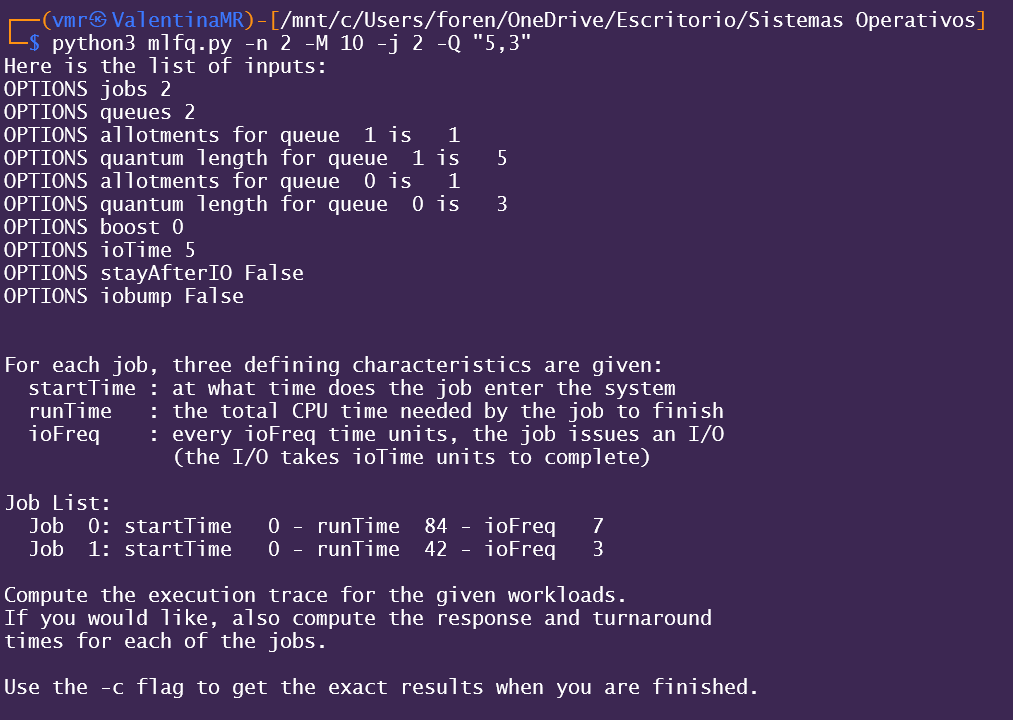 ┌──(vmr㉿ValentinaMR)-[/mnt/c/Users/foren/OneDrive/Escritorio/Sistemas Operativos]
└─$ python3 mlfq.py -n 2 -M 10 -j 2 -Q "5,3"
Here is the list of inputs:
OPTIONS jobs 2
OPTIONS queues 2
OPTIONS allotments for queue  1 is   1
OPTIONS quantum length for queue  1 is   5
OPTIONS allotments for queue  0 is   1
OPTIONS quantum length for queue  0 is   3
OPTIONS boost 0
OPTIONS ioTime 5
OPTIONS stayAfterIO False
OPTIONS iobump False
For each job, three defining characteristics are given:
  startTime : at what time does the job enter the system
  runTime   : the total CPU time needed by the job to finish
  ioFreq    : every ioFreq time units, the job issues an I/O
              (the I/O takes ioTime units to complete)
Job List:
  Job  0: startTime   0 - runTime  84 - ioFreq   7
  Job  1: startTime   0 - runTime  42 - ioFreq   3
Compute the execution trace for the given workloads.
If you would like, also compute the response and turnaround
times for each of the jobs.
Use the -c flag to get the exact results when you are finished.